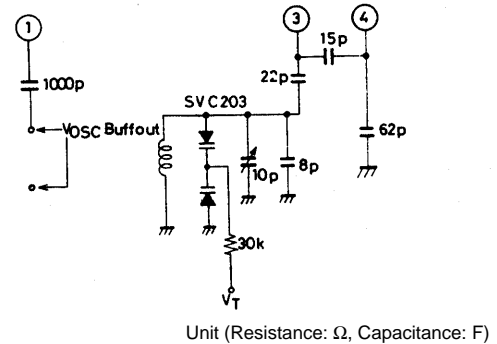 1
3
4
15p
1000p
22p
SVC203
VOSC Buffout
62p
10p
8p
30k
VT
Unit (Resistance: Ω, Capacitance: F)